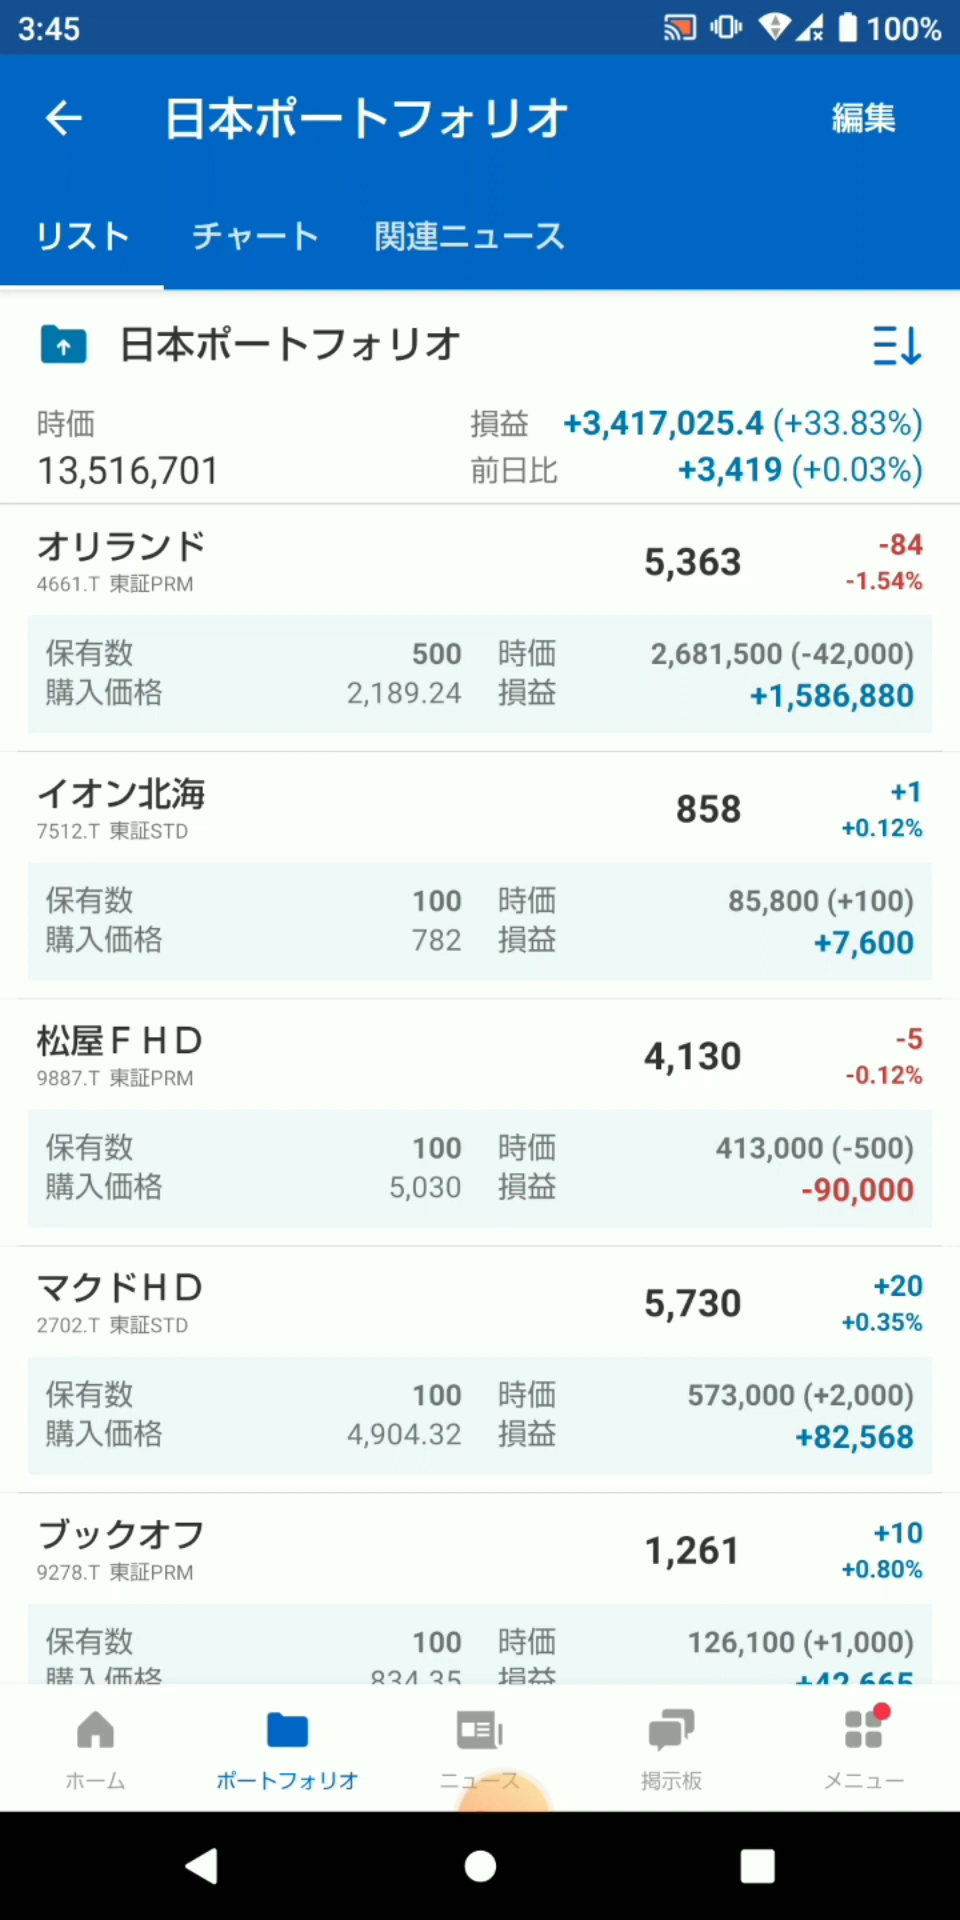 3:45
100%
日本ポートフォリオ
編集
リスト
チャート
関連ニュース
日本ポートフォリオ
時価
損益 +3,417,025.4 (+33.83%)
13,516,701
前日比 +3,419 (+0.03%)
オリランド
4661.T 東証PRM
5,363
-84
-1.54%
保有数 500 時価 2,681,500 (-42,000)
購入価格 2,189.24 損益 +1,586,880
イオン北海
7512.T 東証STD
858
+1
+0.12%
保有数 100 時価 85,800 (+100)
購入価格 782 損益 +7,600
松屋FHD
9887.T 東証PRM
4,130
-5
-0.12%
保有数 100 時価 413,000 (-500)
購入価格 5,030 損益 -90,000
マクドHD
2702.T 東証STD
5,730
+20
+0.35%
保有数 100 時価 573,000 (+2,000)
購入価格 4,904.32 損益 +82,568
ブックオフ
9278.T 東証PRM
1,261
+10
+0.80%
保有数 100 時価 126,100 (+1,000)
購入価格 834.35 損益 +42,665
ホーム
ポートフォリオ
ニュース
掲示板
メニュー